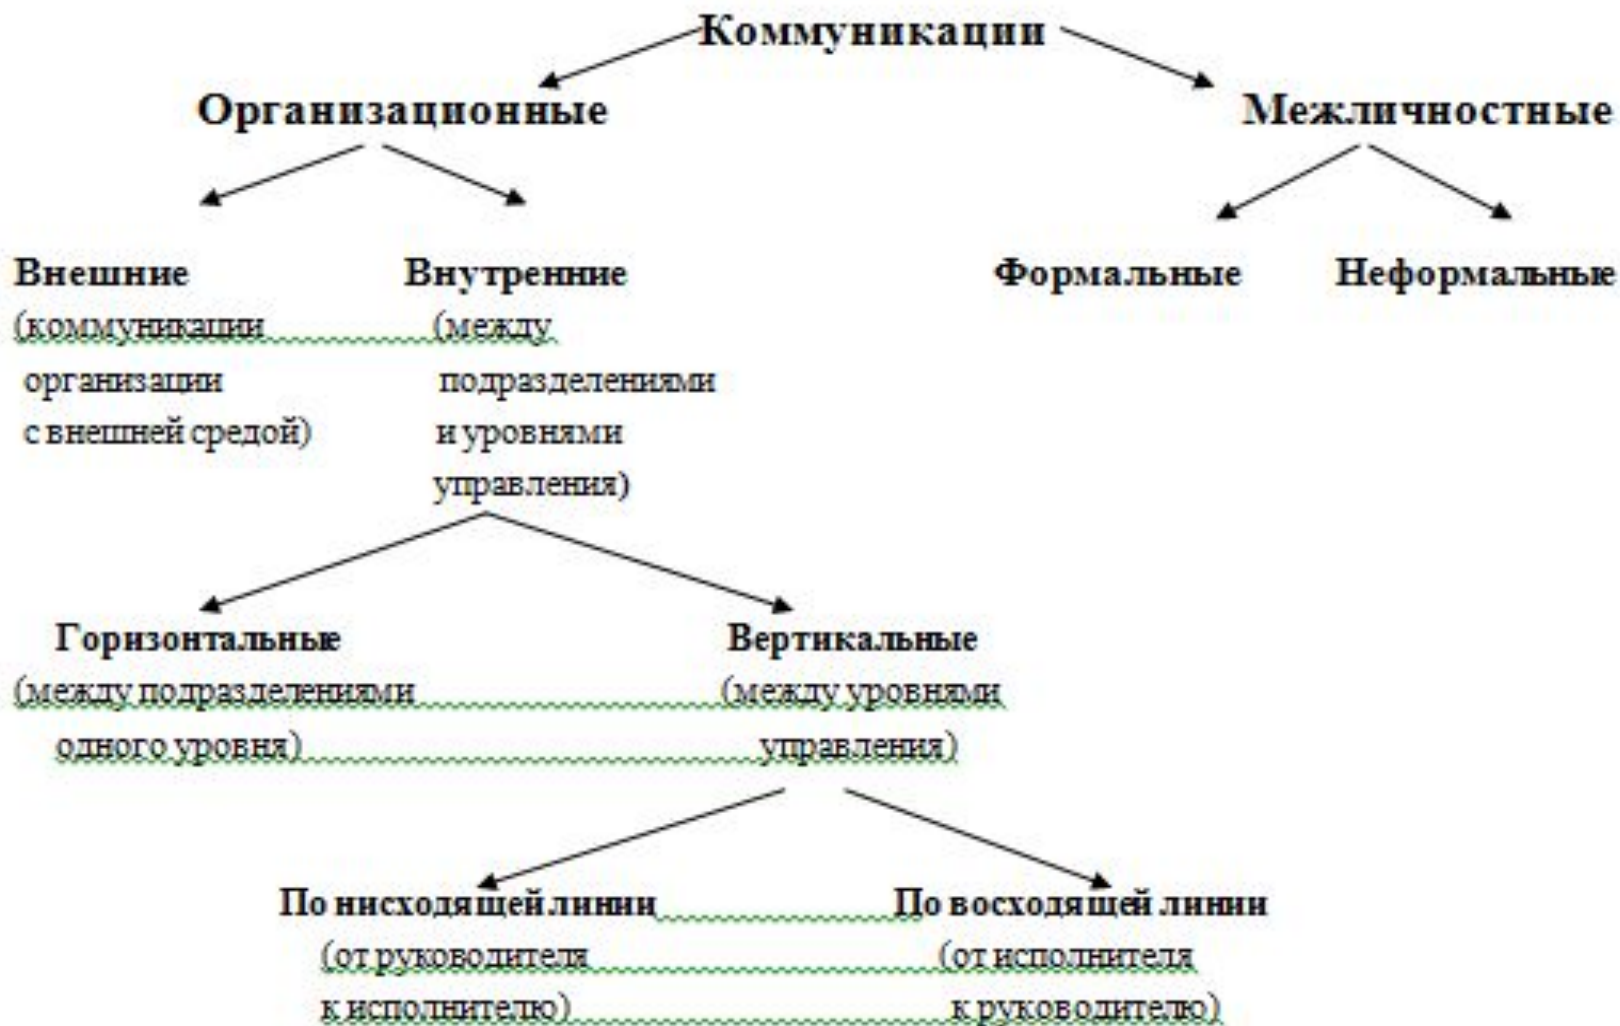 Коммуникации
Организационные Межличностные
Внешние Внутренние Формальные Неформальные
(коммуникации (между
организации подразделениями
с внешней средой) и уровнями
управления)
Горизонтальные Вертикальные
(между подразделениями (между уровнями
одного уровня) управления)
По нисходящей линии По восходящей линии
(от руководителя (от исполнителя
к исполнителю) к руководителю)